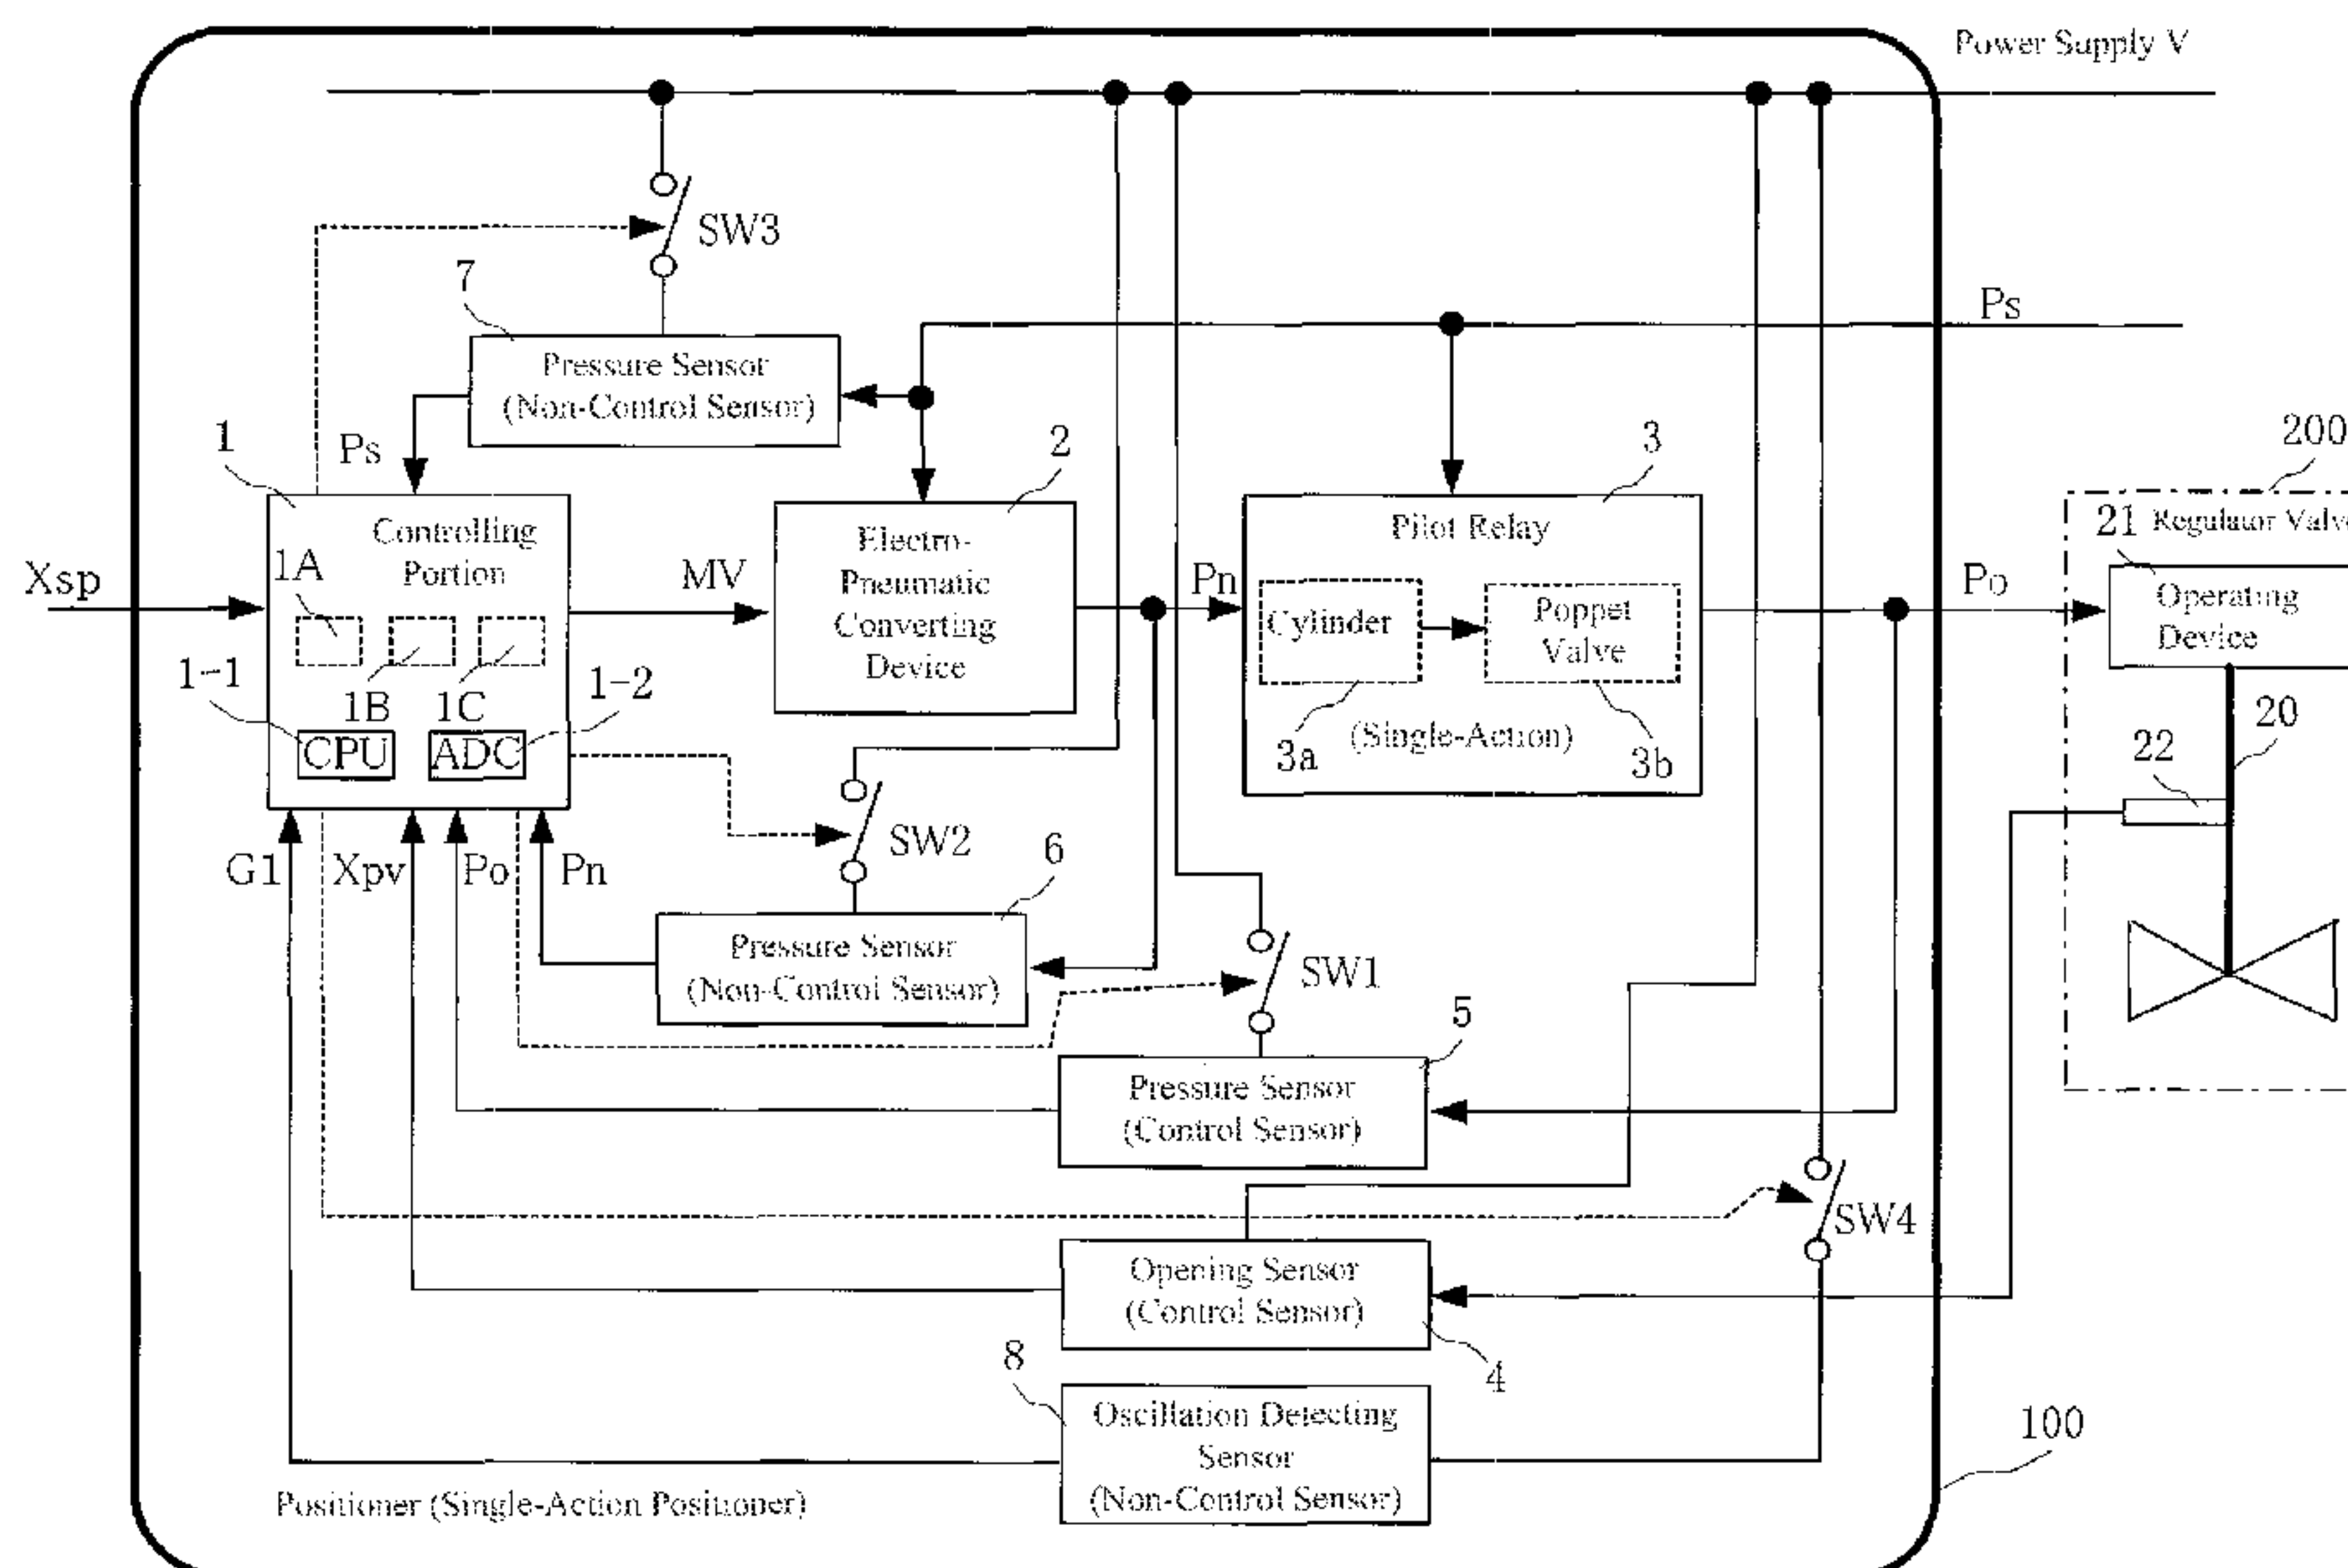 Power Supply V
SW3
7
Ps
Pressure Sensor
(Non-Control Sensor)
1
Ps
2
3
200
Controlling
Portion
1A
Xsp
MV
Electro-
Pneumatic
Converting
Device
Pn
Pilot Relay
Cylinder
Poppet
Valve
Po
21 Regulator Valve
Operating
Device
1-1
1B
1C
1-2
CPU
ADC
3a
(Single-Action)
3b
20
22
G1
Xpv
Po
Pn
SW2
6
Pressure Sensor
(Non-Control Sensor)
SW1
5
Pressure Sensor
(Control Sensor)
SW4
Opening Sensor
(Control Sensor)
8
4
Oscillation Detecting
Sensor
(Non-Control Sensor)
100
Positioner (Single-Action Positioner)